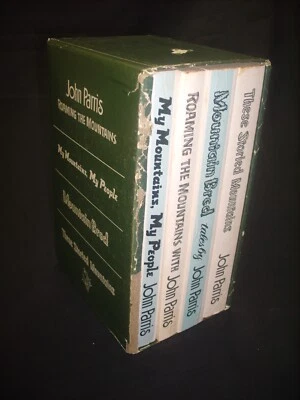 John Parris
ROAMING THE MOUNTAINS
My Mountains, My People
Mountain Bred
These Storied Mountains
My Mountains, My People John Parris
ROAMING THE MOUNTAINS WITH JOHN PARRIS
Mountain Bred tales by John Parris
These Storied Mountains John Parris